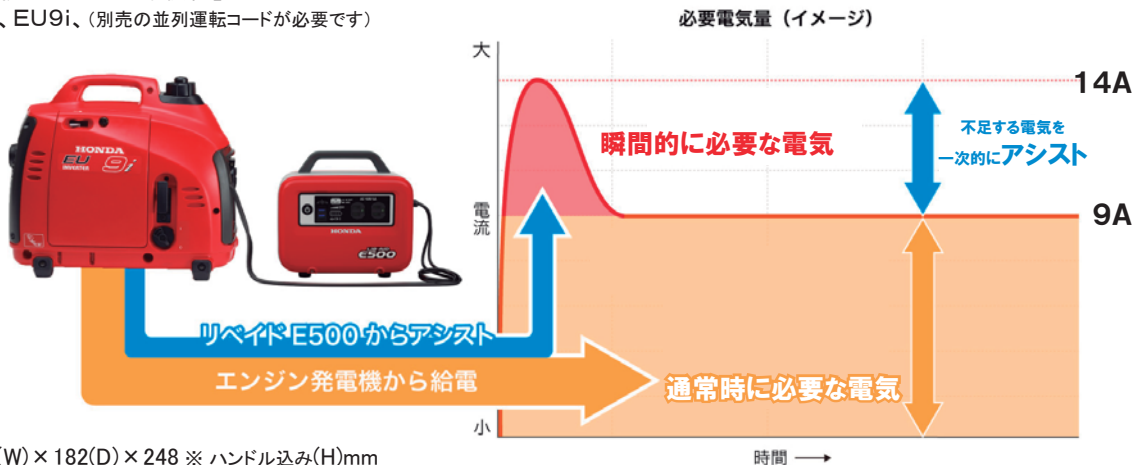 、EU9i、(別売の並列運転コードが必要です)
必要電気量（イメージ）
大
14A
不足する電気を
一次的にアシスト
瞬間的に必要な電気
電流
9A
HONDA
EU 9i
INVERTER
HONDA
E500
リベイド E500 からアシスト
エンジン発電機から給電
通常時に必要な電気
小
時間
(W)×182(D)×248 ※ ハンドル込み(H)mm